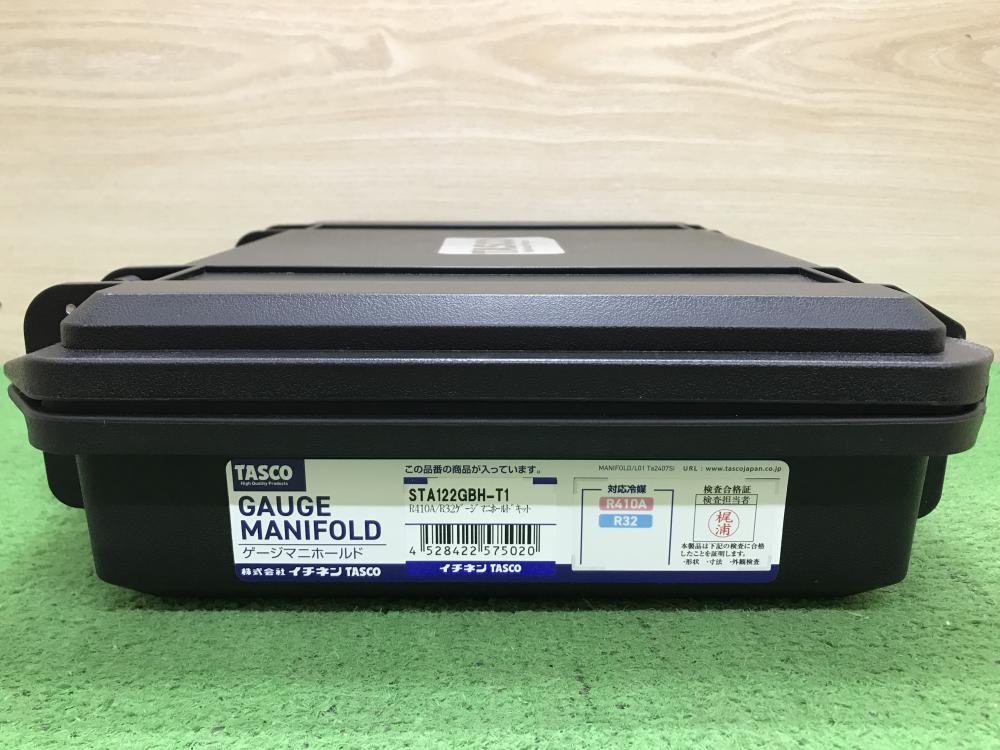 TASCO
TASCO
High Quality Products
GAUGE
MANIFOLD
ゲージマニホールド
株式会社 イチネン TASCO
この品番の商品が入っています。
STA122GBH-T1
R410A/R32ｹﾞｰｼﾞﾏﾆﾎｰﾙﾄﾞｷｯﾄ
4 528422 575020
イチネン TASCO
MANIFOLD/L01 Ta2407Si URL : www.tascojapan.co.jp
対応冷媒
R410A
R32
検査合格証
検査担当者
梶浦
本製品は下記の検査に合格
したことを証明します。
・形状 ・寸法 ・外観検査